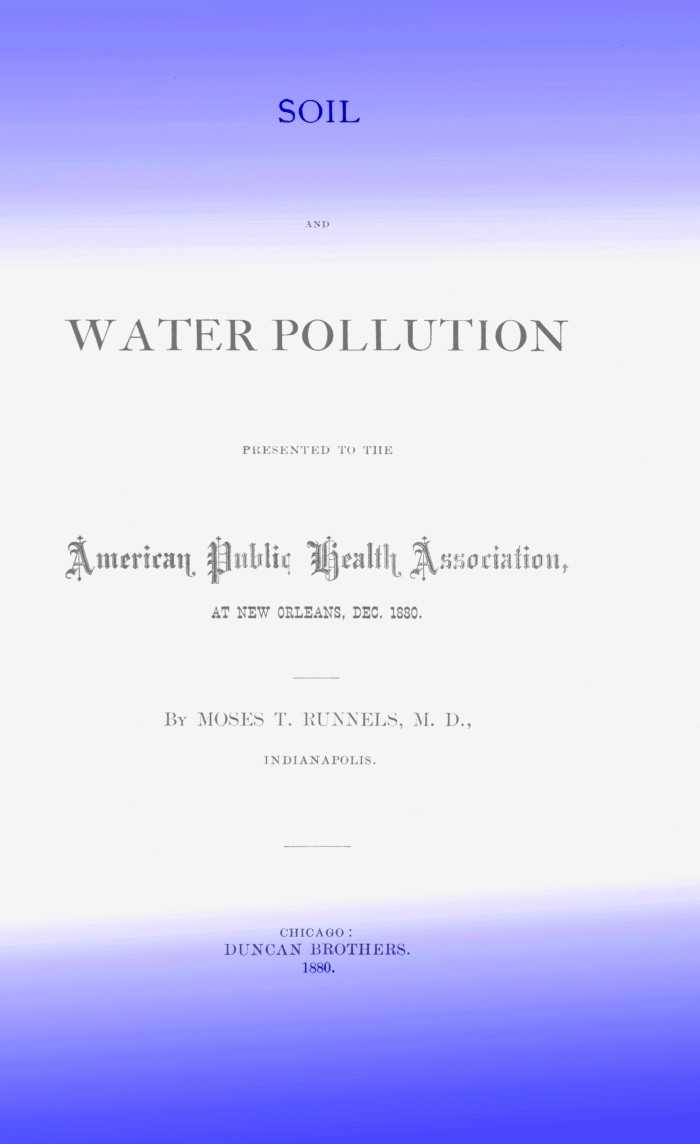 SOIL
AND
WATER POLLUTION
PRESENTED TO THE
American Public Health Association,
AT NEW ORLEANS, DEC. 1880.
By MOSES T. RUNNELS, M. D.,
INDIANAPOLIS.
CHICAGO:
DUNCAN BROTHERS.
1880.